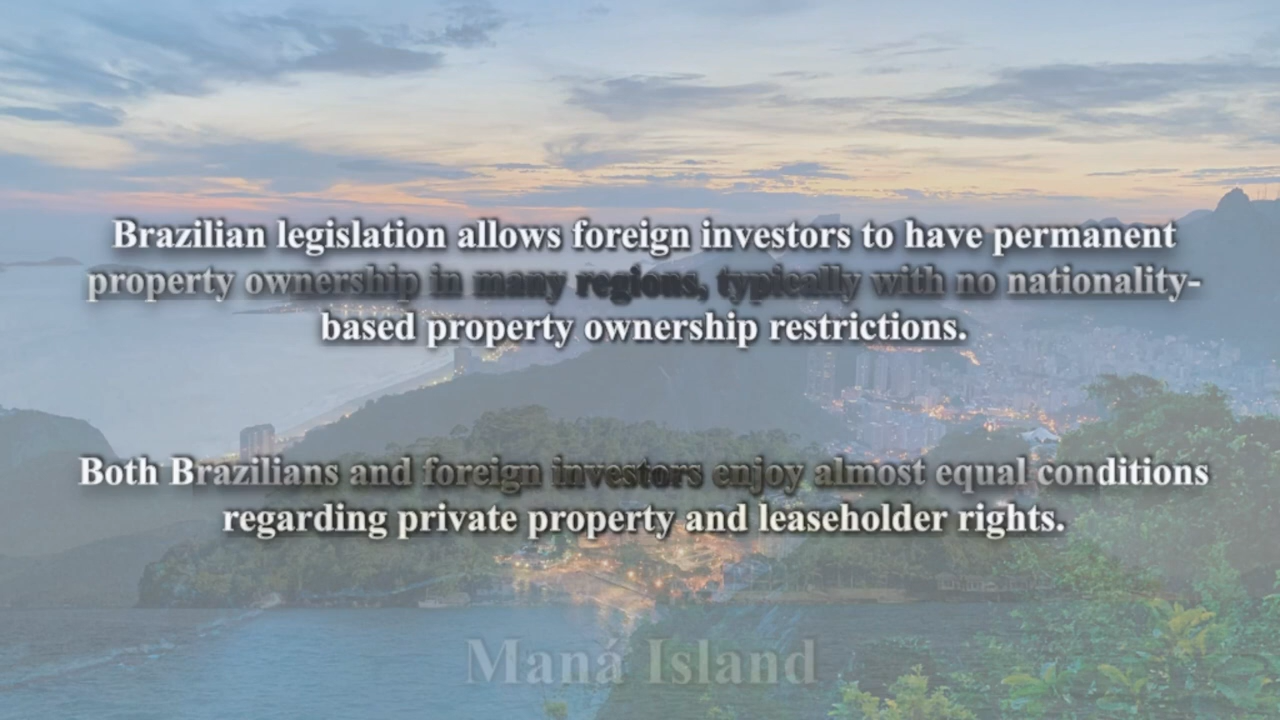 Brazilian legislation allows foreign investors to have permanent
property ownership in many regions, typically with no nationality-
based property ownership restrictions.
Both Brazilians and foreign investors enjoy almost equal conditions
regarding private property and leaseholder rights.
Maná Island